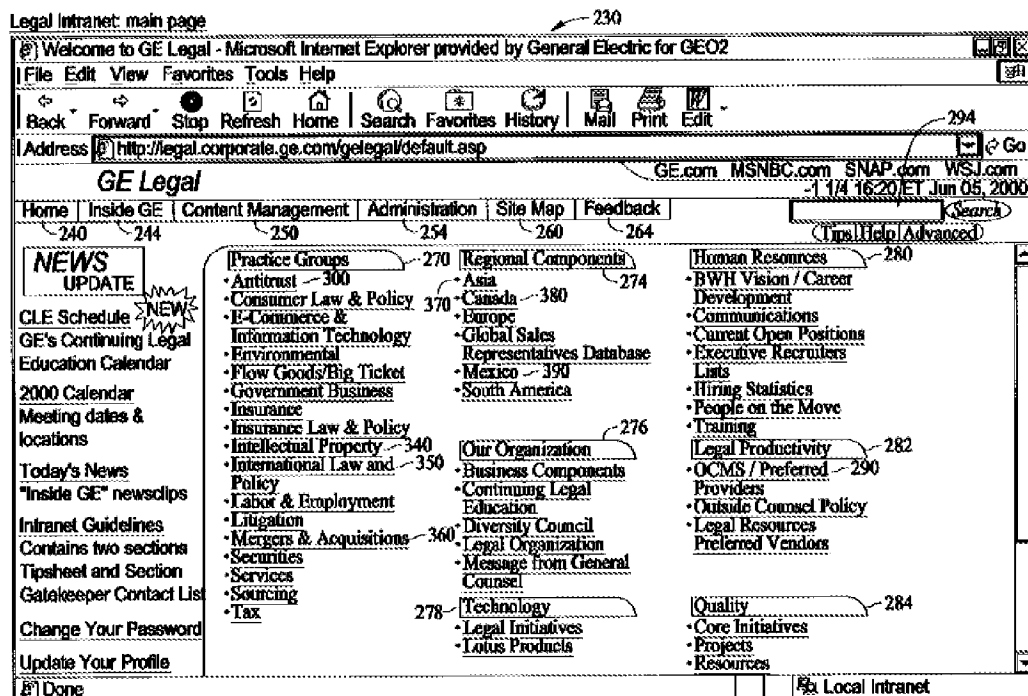 Legal Intranet: main page
230
Welcome to GE Legal - Microsoft Internet Explorer provided by General Electric for GEO2
File Edit View Favorites Tools Help
Back Forward Stop Refresh Home Search Favorites History Mail Print Edit
294
Address http://legal.corporate.ge.com/gelegal/default.asp Go
GE Legal
GE.com MSNBC.com SNAP.com WSJ.com
-1 1/4 16:20 ET Jun 05, 2000
Home Inside GE Content Management Administration Site Map Feedback Search
240 244 250 254 260 264
Tips Help Advanced
NEWS
UPDATE
NEW
CLE Schedule
GE's Continuing Legal
Education Calendar
2000 Calendar
Meeting dates &
locations
Today's News
"Inside GE" newsclips
Intranet Guidelines
Contains two sections
Tipsheet and Section
Gatekeeper Contact List
Change Your Password
Update Your Profile
Practice Groups 270
·Antitrust 300
·Consumer Law & Policy
·E-Commerce &
Information Technology
·Environmental
·Flow Goods/Big Ticket
·Government Business
·Insurance
·Insurance Law & Policy
·Intellectual Property 340
·International Law and 350
Policy
·Labor & Employment
·Litigation
·Mergers & Acquisitions 360
·Securities
·Services
·Sourcing
·Tax
Regional Components 274
370 ·Asia
·Canada 380
·Europe
·Global Sales
Representatives Database
·Mexico 390
·South America
276
Our Organization
·Business Components
·Continuing Legal
Education
·Diversity Council
·Legal Organization
·Message from General
Counsel
278 Technology
·Legal Initiatives
·Lotus Products
Human Resources 280
·BWH Vision / Career
Development
·Communications
·Current Open Positions
·Executive Recruiters
Lists
·Hiring Statistics
·People on the Move
·Training
Legal Productivity 282
·OCMS / Preferred 290
Providers
·Outside Counsel Policy
·Legal Resources
Preferred Vendors
Quality 284
·Core Initiatives
·Projects
·Resources
Done Local Intranet